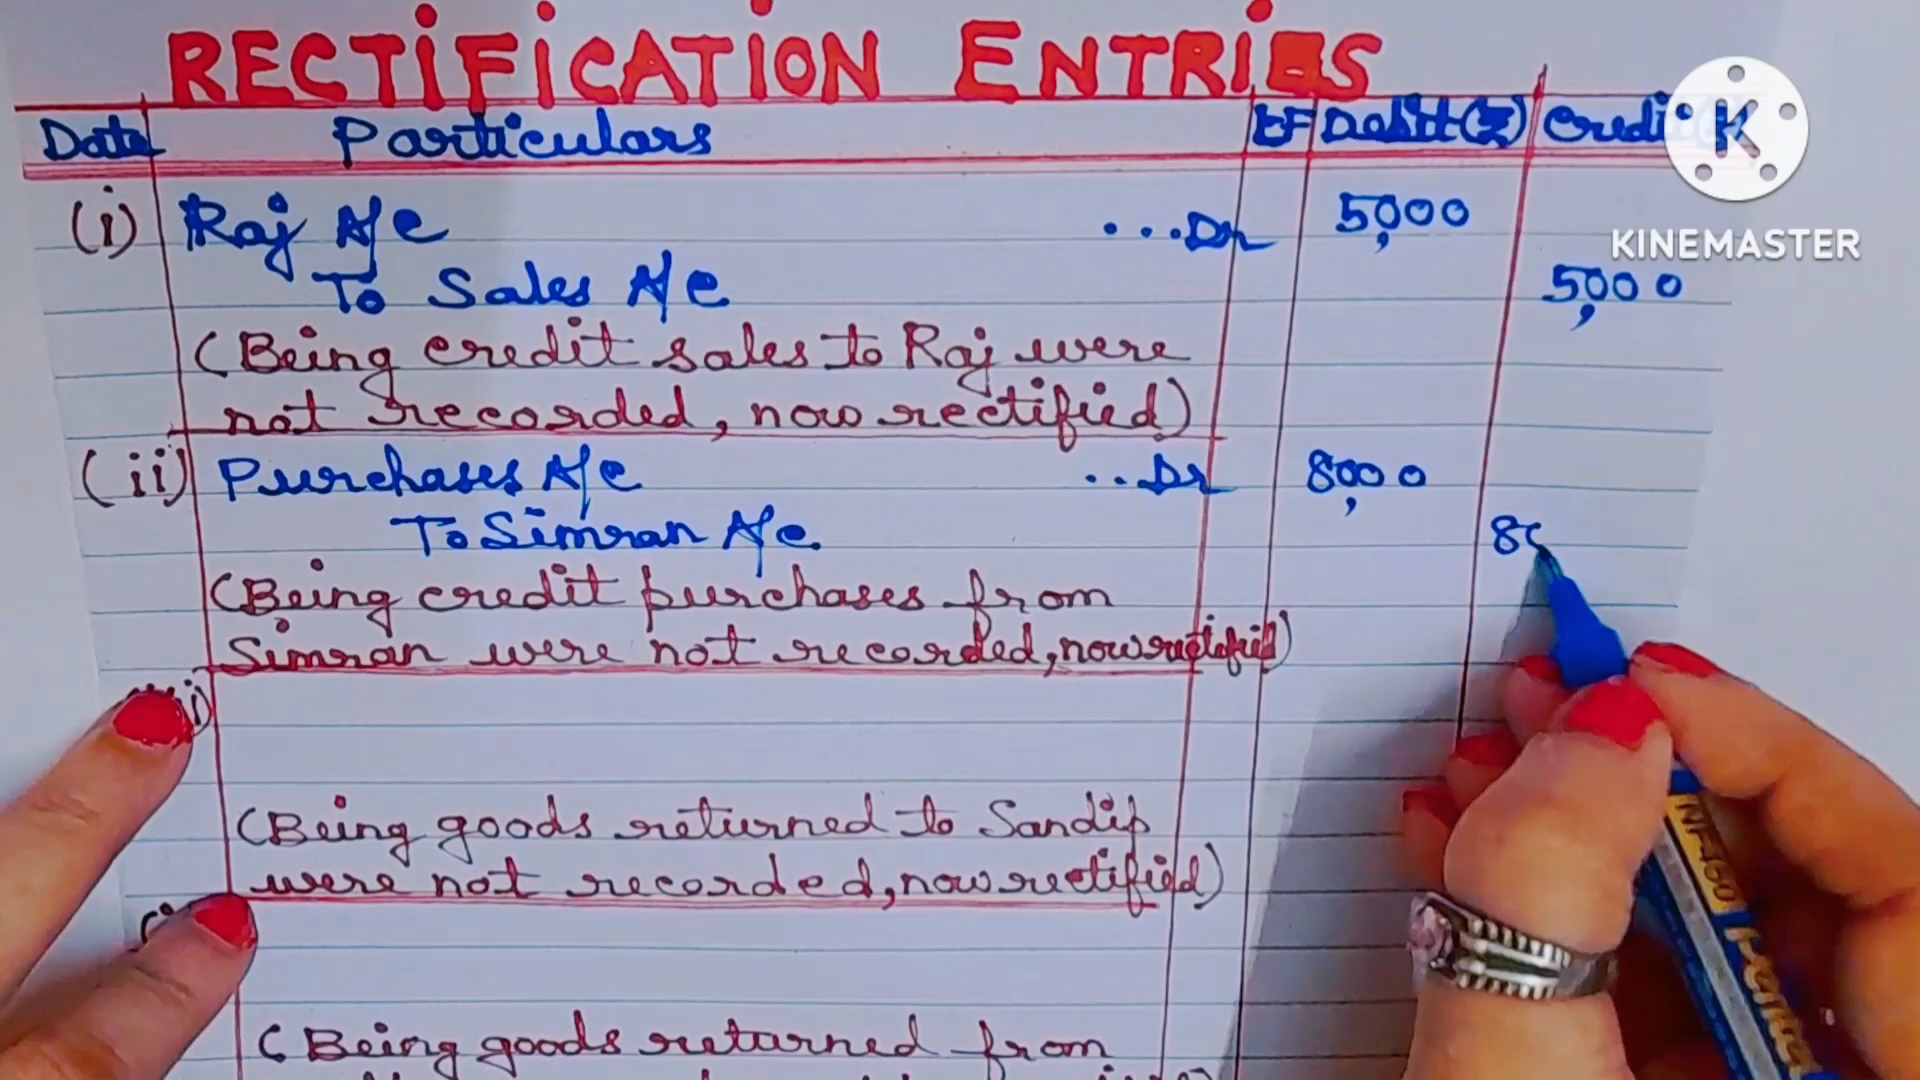 RECTIFICATION ENTRIES
Date Particulars LF Debit(₹) Credit
(i) Raj A/c ...Dr 5,000
To Sales A/c 5,000
(Being credit sales to Raj were
not recorded, now rectified)
(ii) Purchases A/c ..Dr 8,000
To Simran A/c 80
(Being credit purchases from
Simran were not recorded, now rectified)
(Being goods returned to Sandip
were not recorded, now rectified)
(Being goods returned from
K
KINEMASTER